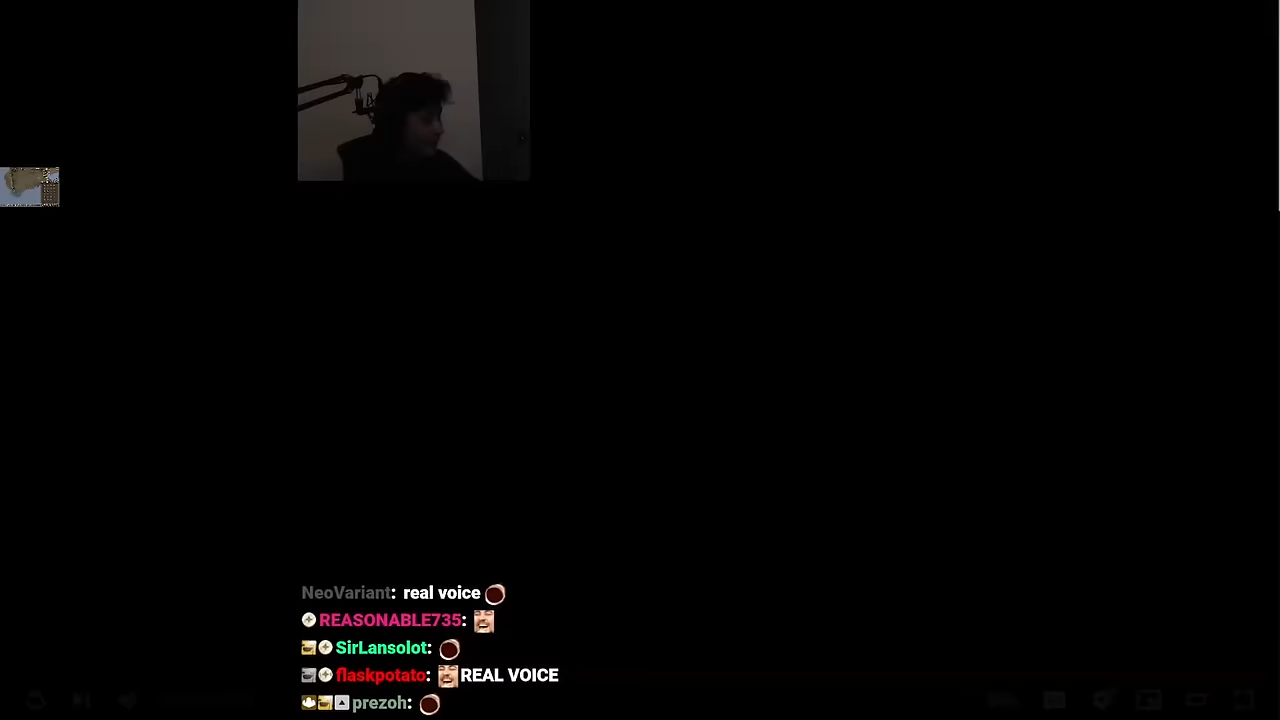 NeoVariant: real voice
REASONABLE735:
SirLansolot:
flaskpotato: REAL VOICE
prezoh: